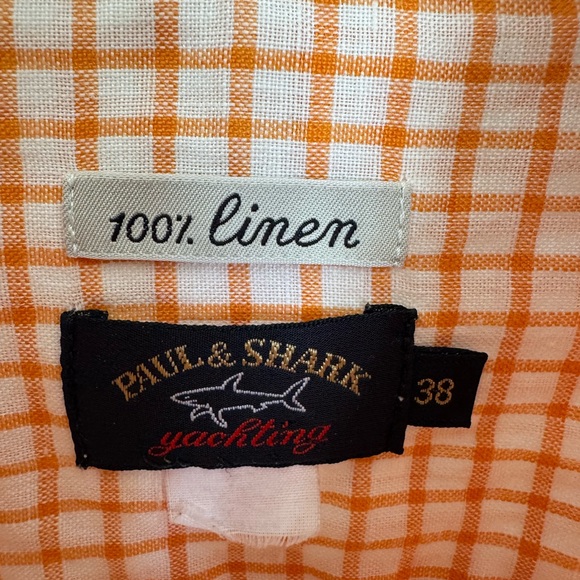 100% linen
PAUL & SHARK
yachting
38